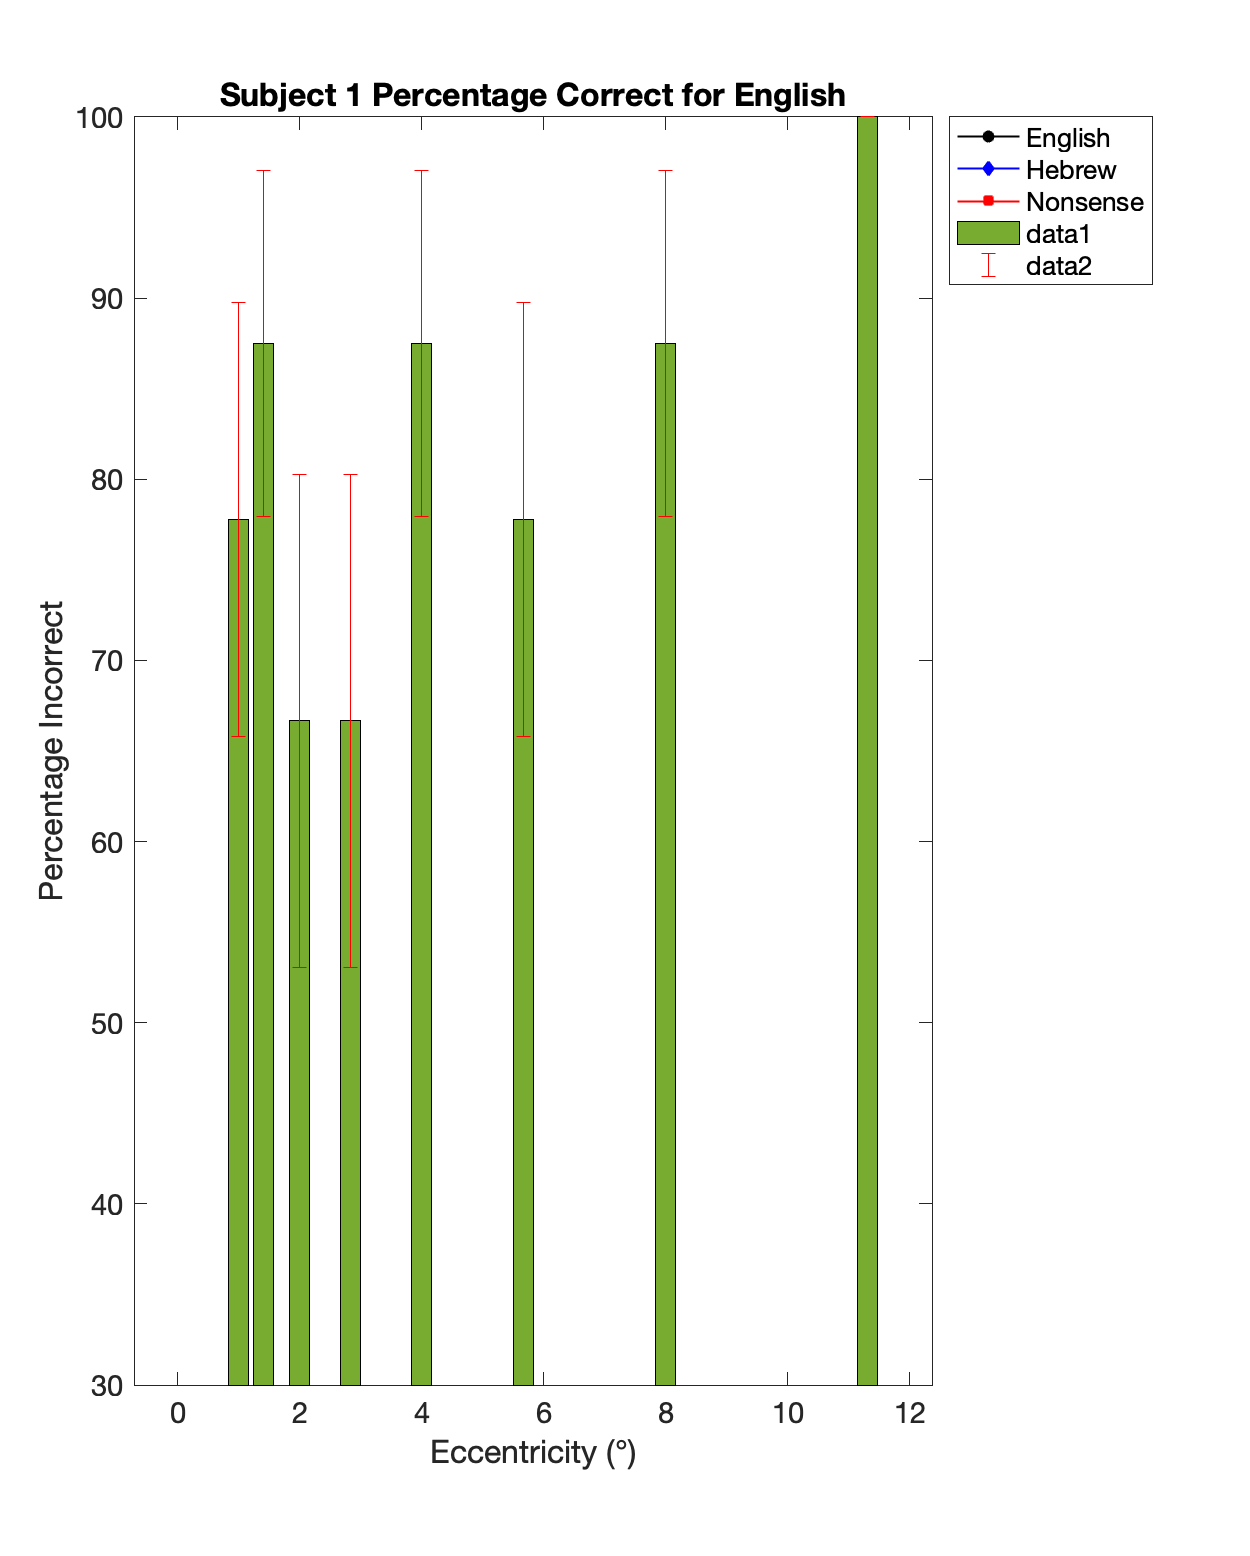 Subject 1 Percentage Correct for English
100
90
80
70
60
50
40
30
Percentage Incorrect
0 2 4 6 8 10 12
Eccentricity (°)
English
Hebrew
Nonsense
data1
data2